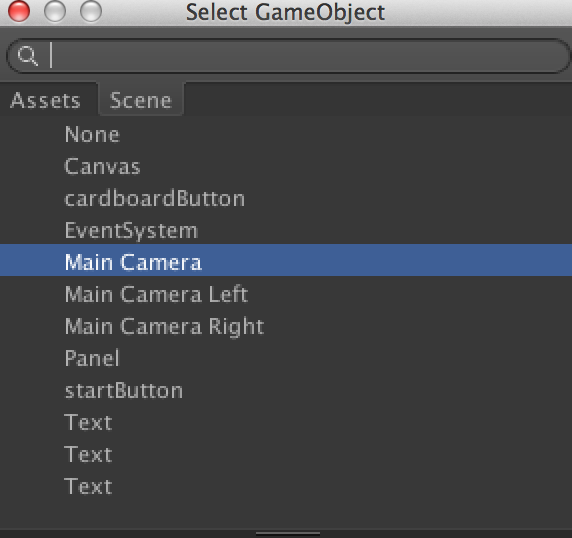 Select GameObject
Assets Scene
None
Canvas
cardboardButton
EventSystem
Main Camera
Main Camera Left
Main Camera Right
Panel
startButton
Text
Text
Text